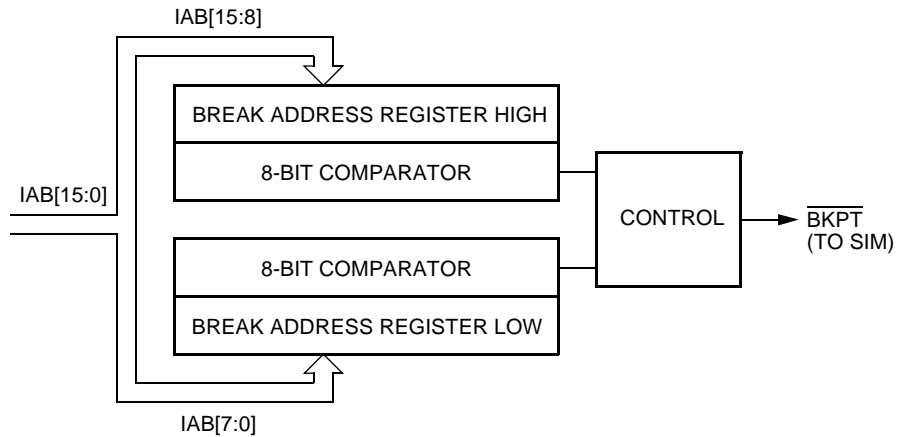 IAB[15:8]
BREAK ADDRESS REGISTER HIGH
8-BIT COMPARATOR
IAB[15:0]
CONTROL
BKPT
(TO SIM)
8-BIT COMPARATOR
BREAK ADDRESS REGISTER LOW
IAB[7:0]